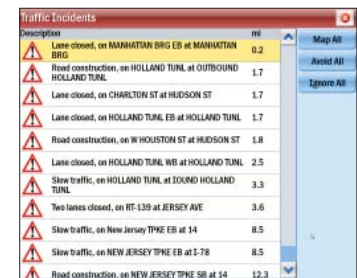 Traffic Incidents
Description mi
Lane closed, on MANHATTAN BRG EB at MANHATTAN
BRG
0.2
Road construction, on HOLLAND TUNL at OUTBOUND
HOLLAND TUNL
1.7
Lane closed, on CHARLTON ST at HUDSON ST 1.7
Lane closed, on HOLLAND TUNL EB at HOLLAND TUNL 1.7
Road construction, on W HOUSTON ST at HUDSON ST 1.8
Lane closed, on HOLLAND TUNL WB at HOLLAND TUNL 2.5
Slow traffic, on HOLLAND TUNL at IOUND HOLLAND
TUNL
3.3
Two lanes closed, on RT-139 at JERSEY AVE 3.6
Slow traffic, on New Jersey TPKE EB at 14 8.5
Slow traffic, on NEW JERSEY TPKE EB at I-78 8.5
Road construction, on NEW JERSEY TPKE SB at 14 12.3
Map All
Avoid All
Ignore All